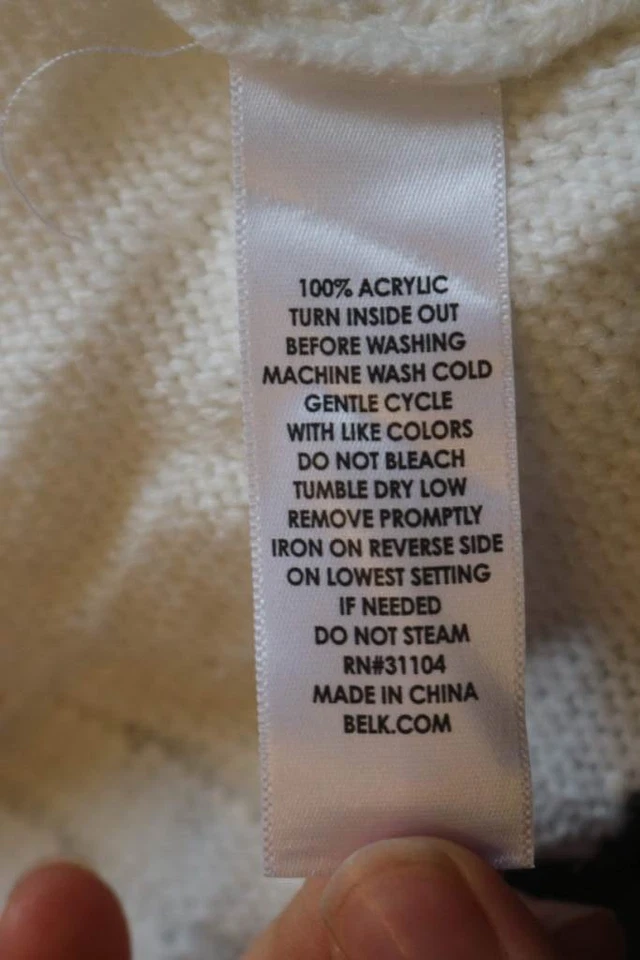 100% ACRYLIC
TURN INSIDE OUT
BEFORE WASHING
MACHINE WASH COLD
GENTLE CYCLE
WITH LIKE COLORS
DO NOT BLEACH
TUMBLE DRY LOW
REMOVE PROMPTLY
IRON ON REVERSE SIDE
ON LOWEST SETTING
IF NEEDED
DO NOT STEAM
RN#31104
MADE IN CHINA
BELK.COM